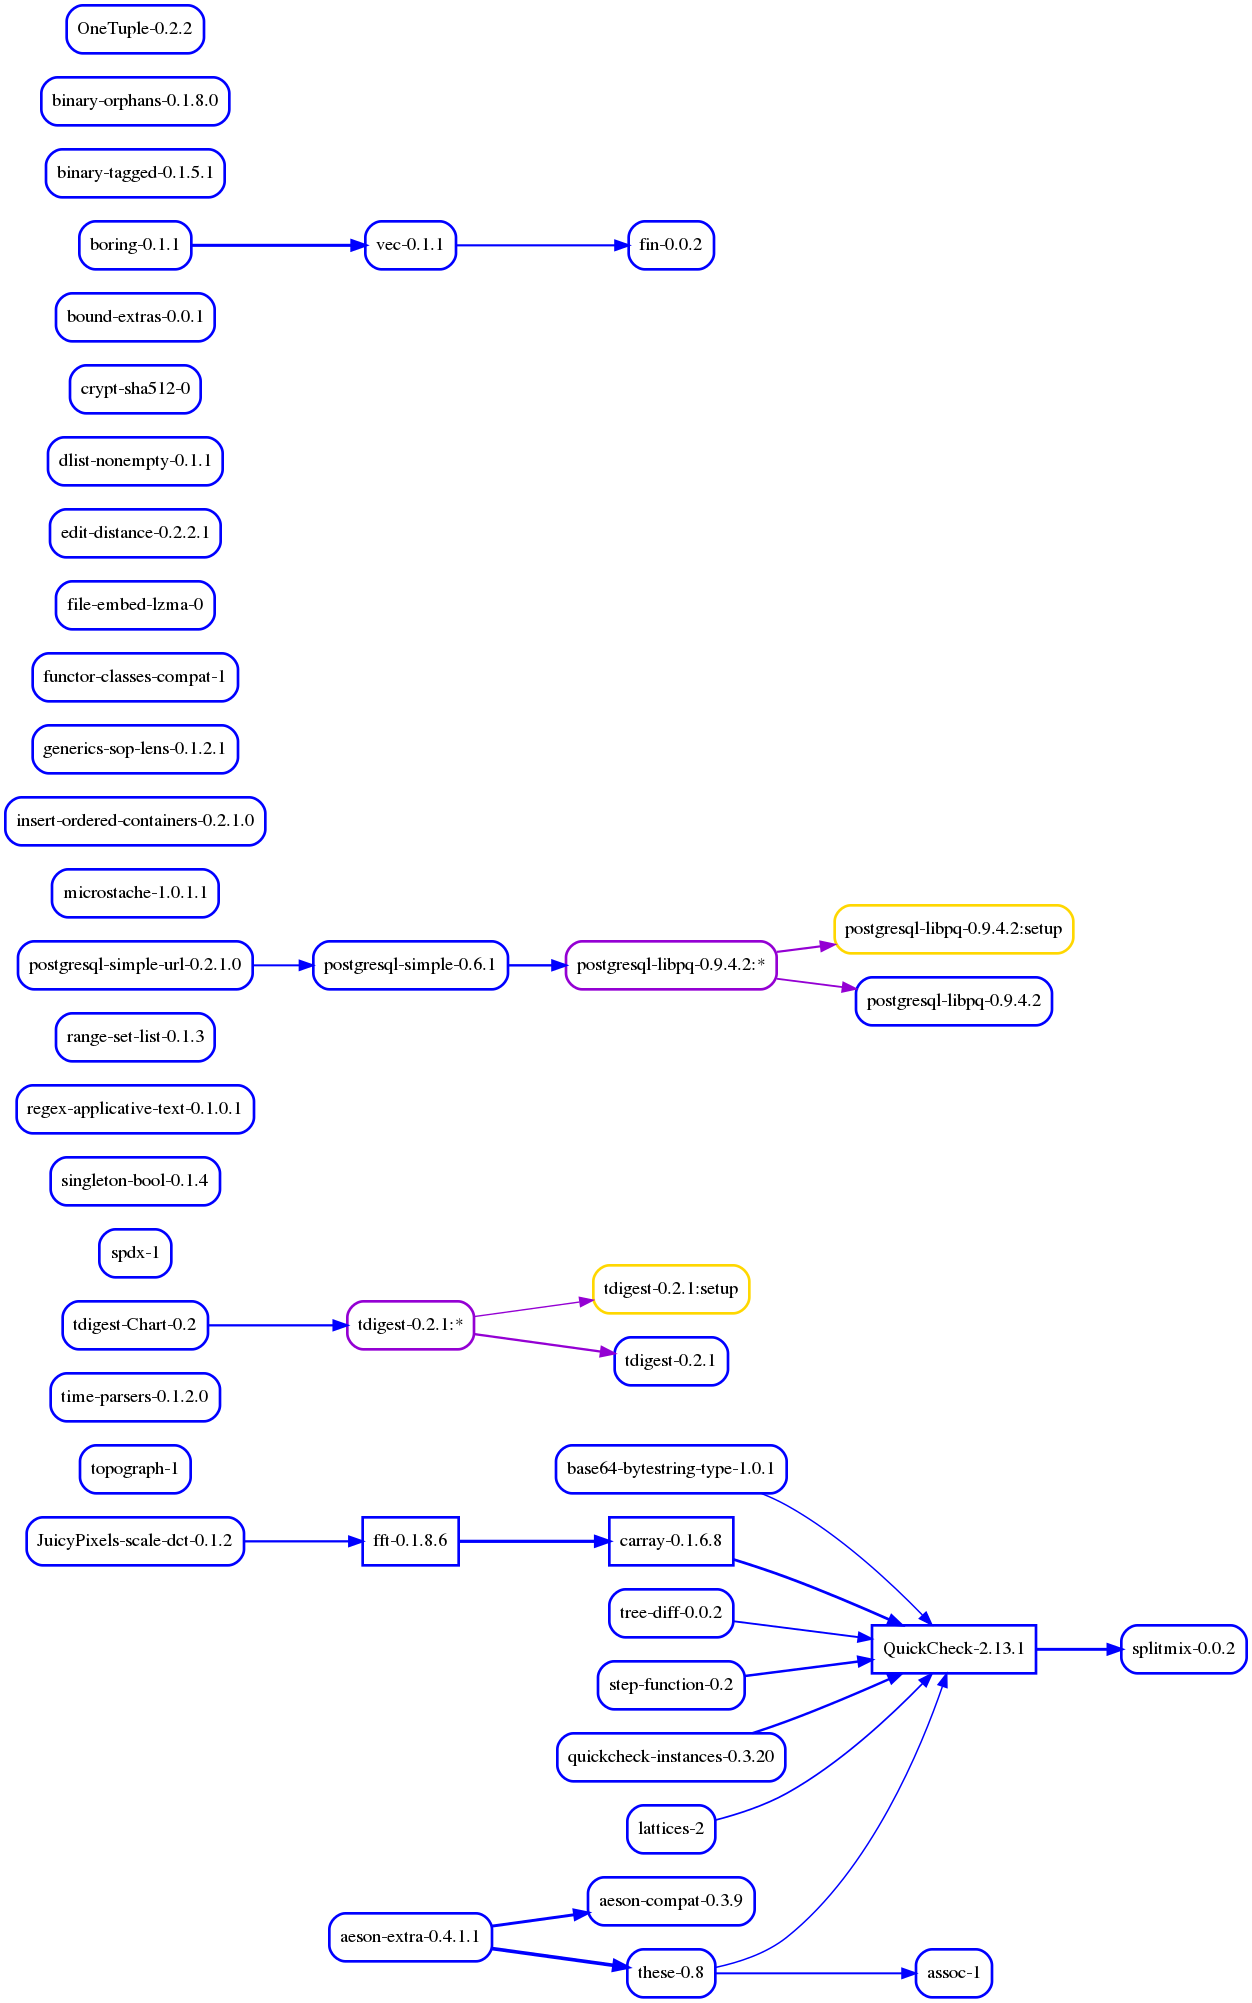 OneTuple-0.2.2
binary-orphans-0.1.8.0
binary-tagged-0.1.5.1
boring-0.1.1
vec-0.1.1
fin-0.0.2
bound-extras-0.0.1
crypt-sha512-0
dlist-nonempty-0.1.1
edit-distance-0.2.2.1
file-embed-lzma-0
functor-classes-compat-1
generics-sop-lens-0.1.2.1
insert-ordered-containers-0.2.1.0
microstache-1.0.1.1
postgresql-libpq-0.9.4.2:setup
postgresql-simple-url-0.2.1.0
postgresql-simple-0.6.1
postgresql-libpq-0.9.4.2:*
postgresql-libpq-0.9.4.2
range-set-list-0.1.3
regex-applicative-text-0.1.0.1
singleton-bool-0.1.4
spdx-1
tdigest-0.2.1:setup
tdigest-Chart-0.2
tdigest-0.2.1:*
tdigest-0.2.1
time-parsers-0.1.2.0
topograph-1
base64-bytestring-type-1.0.1
JuicyPixels-scale-dct-0.1.2
fft-0.1.8.6
carray-0.1.6.8
tree-diff-0.0.2
QuickCheck-2.13.1
splitmix-0.0.2
step-function-0.2
quickcheck-instances-0.3.20
lattices-2
aeson-compat-0.3.9
aeson-extra-0.4.1.1
these-0.8
assoc-1